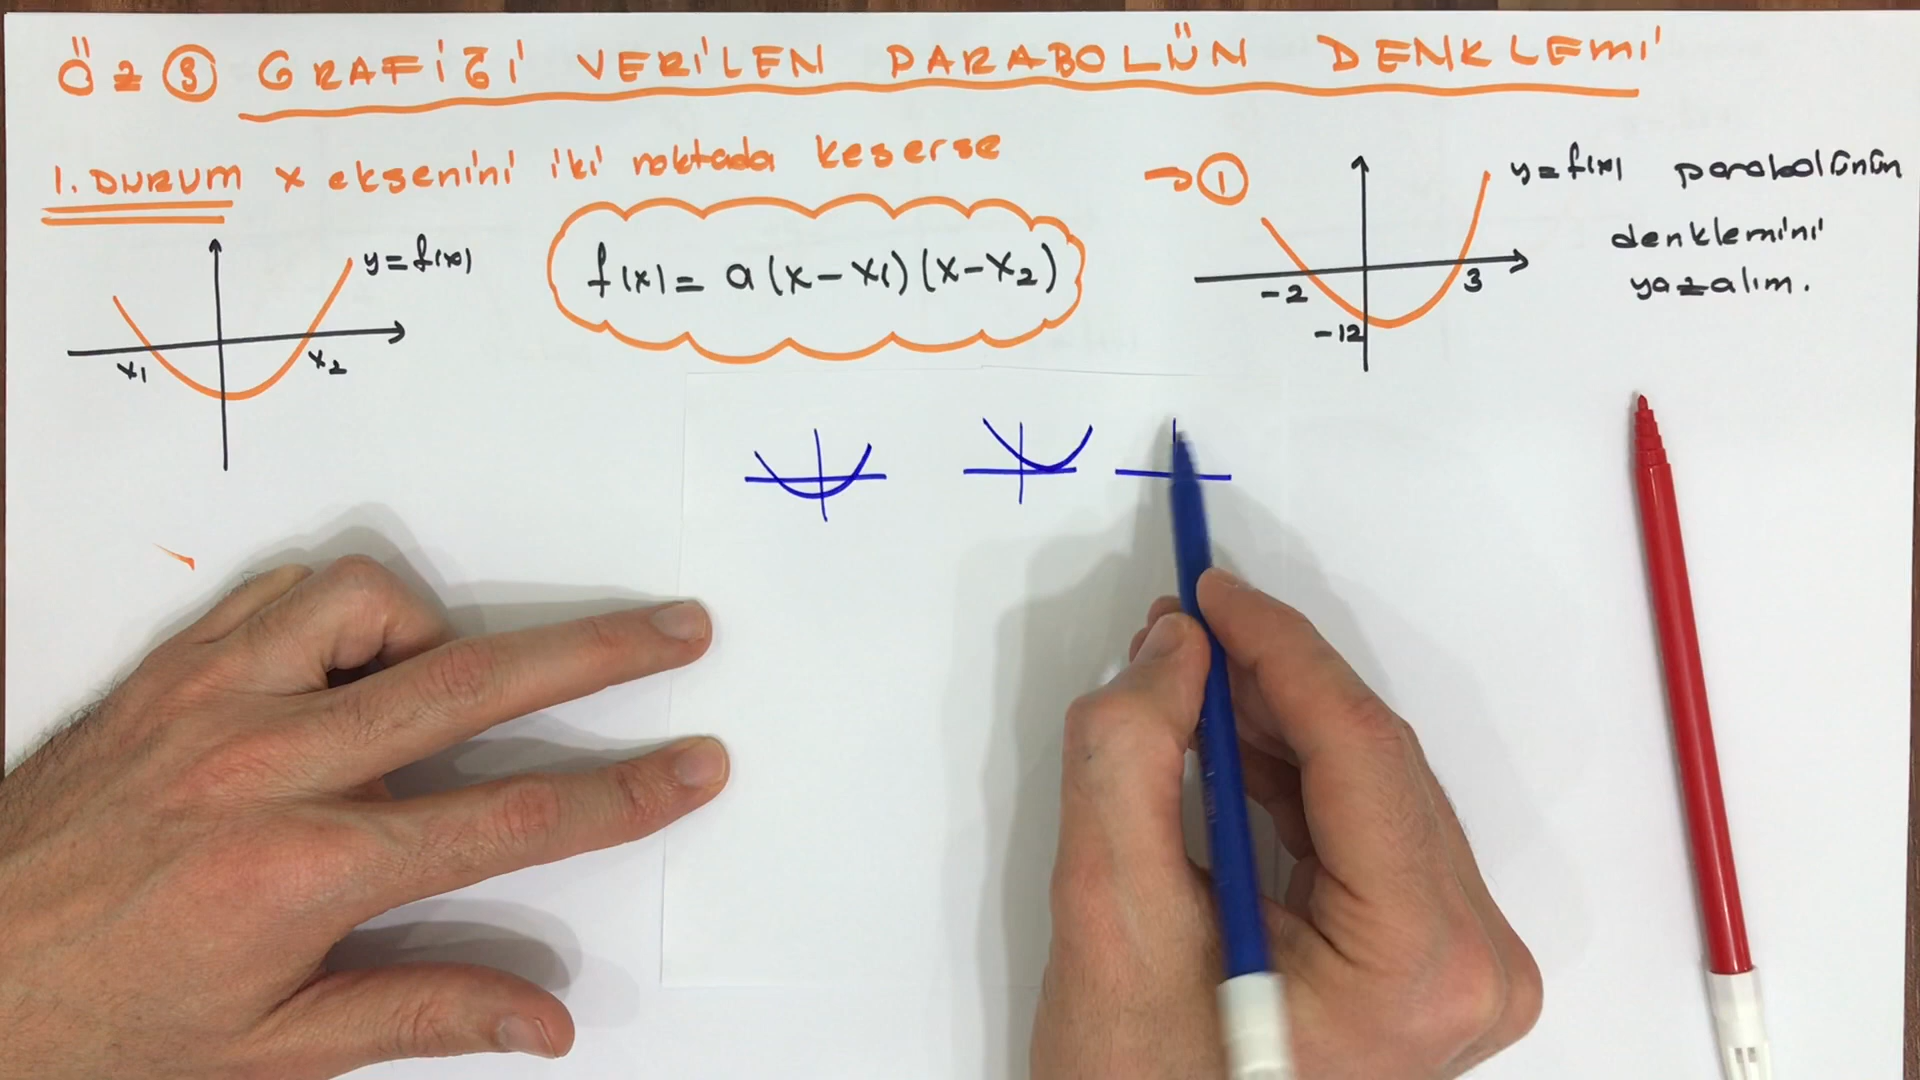 Öz ③ GRAFİĞİ VERİLEN PARABOLÜN DENKLEMİ
1. DURUM x eksenini iki noktada keserse
y=f(x)
x1
x2
f(x)= a(x-x1)(x-x2)
→ ①
y=f(x) parabolünün
denklemini
yazalım.
-2
3
-12